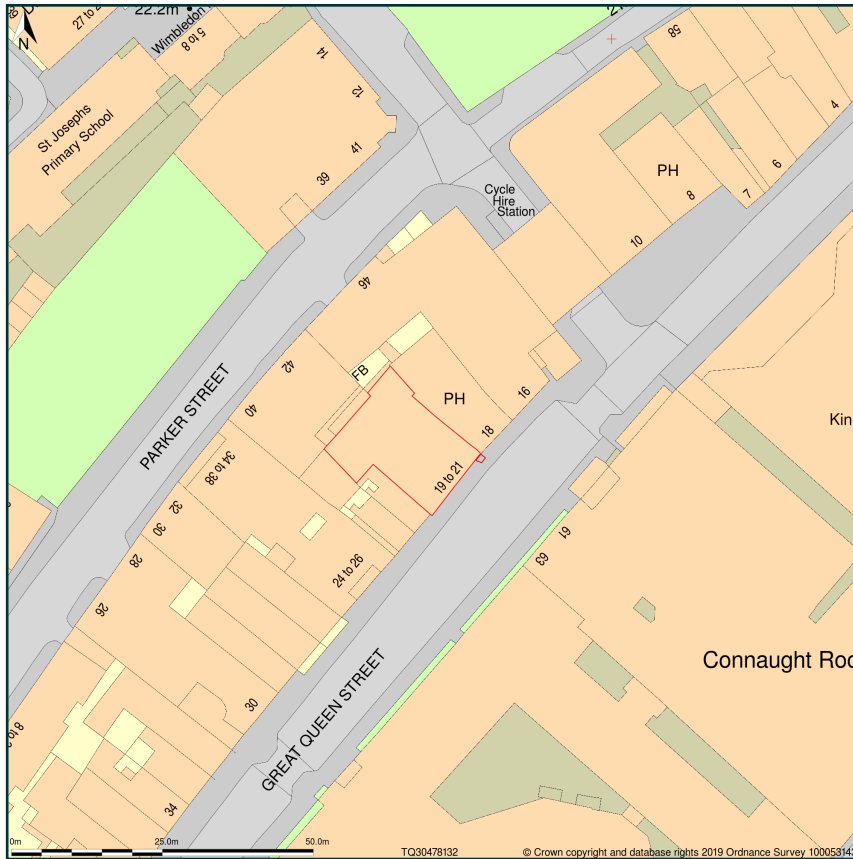 22.2m
N
27 to 2
Wimbledon
5 to 8
14
12
41
39
St Josephs
Primary School
58
4
6
7
8
PH
10
Cycle
Hire
Station
46
42
40
PARKER STREET
FB
PH
16
18
19 to 21
34 to 38
32
30
28
26
24 to 26
61
63
Kin
Connaught Roo
GREAT QUEEN STREET
30
34
0m
25.0m
50.0m
TQ30478132
© Crown copyright and database rights 2019 Ordnance Survey 10005314